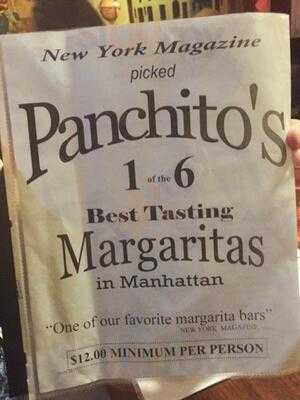 New York Magazine
picked
Panchito's
1 of the 6
Best Tasting
Margaritas
in Manhattan
"One of our favorite margarita bars"
NEW YORK MAGAZINE
$12.00 MINIMUM PER PERSON